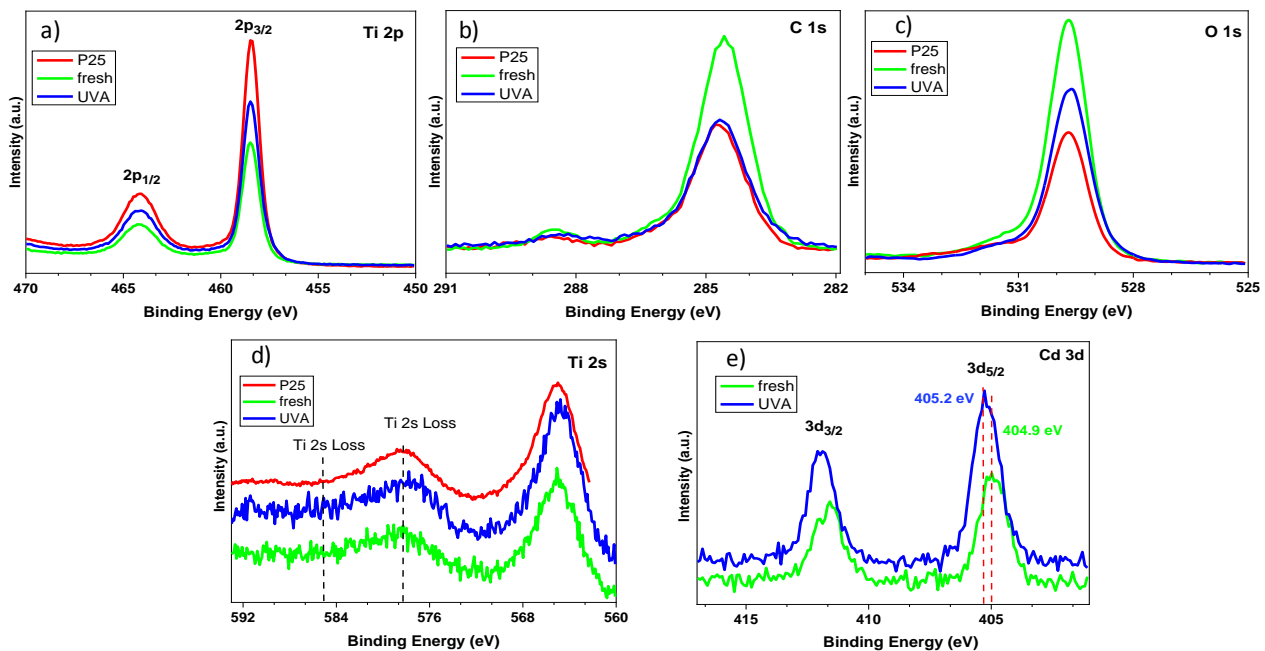 a)
Ti 2p
P25
fresh
UVA
2p3/2
2p1/2
Intensity (a.u.)
470 465 460 455 450
Binding Energy (eV)
b)
C 1s
P25
fresh
UVA
Intensity (a.u.)
291 288 285 282
Binding Energy (eV)
c)
O 1s
P25
fresh
UVA
Intensity (a.u.)
534 531 528 525
Binding Energy (eV)
d)
Ti 2s
P25
fresh
UVA
Ti 2s Loss
Ti 2s Loss
Intensity (a.u.)
592 584 576 568 560
Binding Energy (eV)
e)
Cd 3d
fresh
UVA
3d5/2
405.2 eV
404.9 eV
3d3/2
Intensity (a.u.)
415 410 405
Binding Energy (eV)